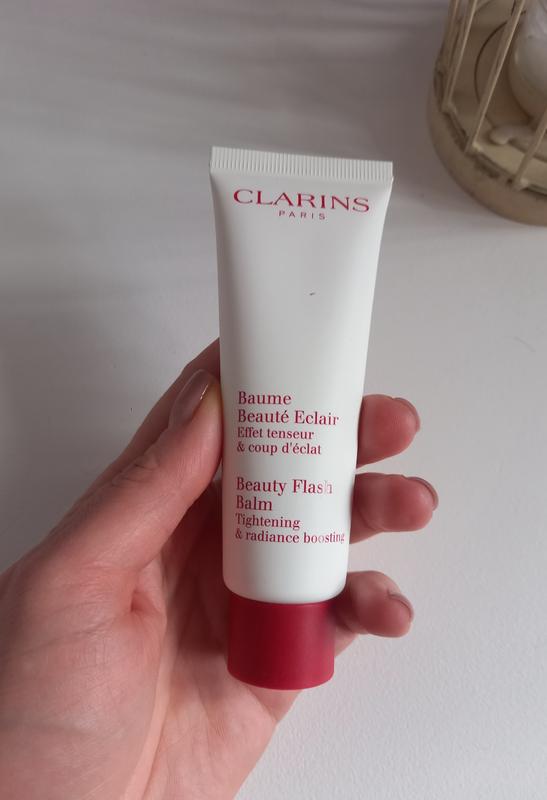 CLARINS
PARIS
Baume
Beauté Eclair
Effet tenseur
& coup d'éclat
Beauty Flash
Balm
Tightening
& radiance boosting